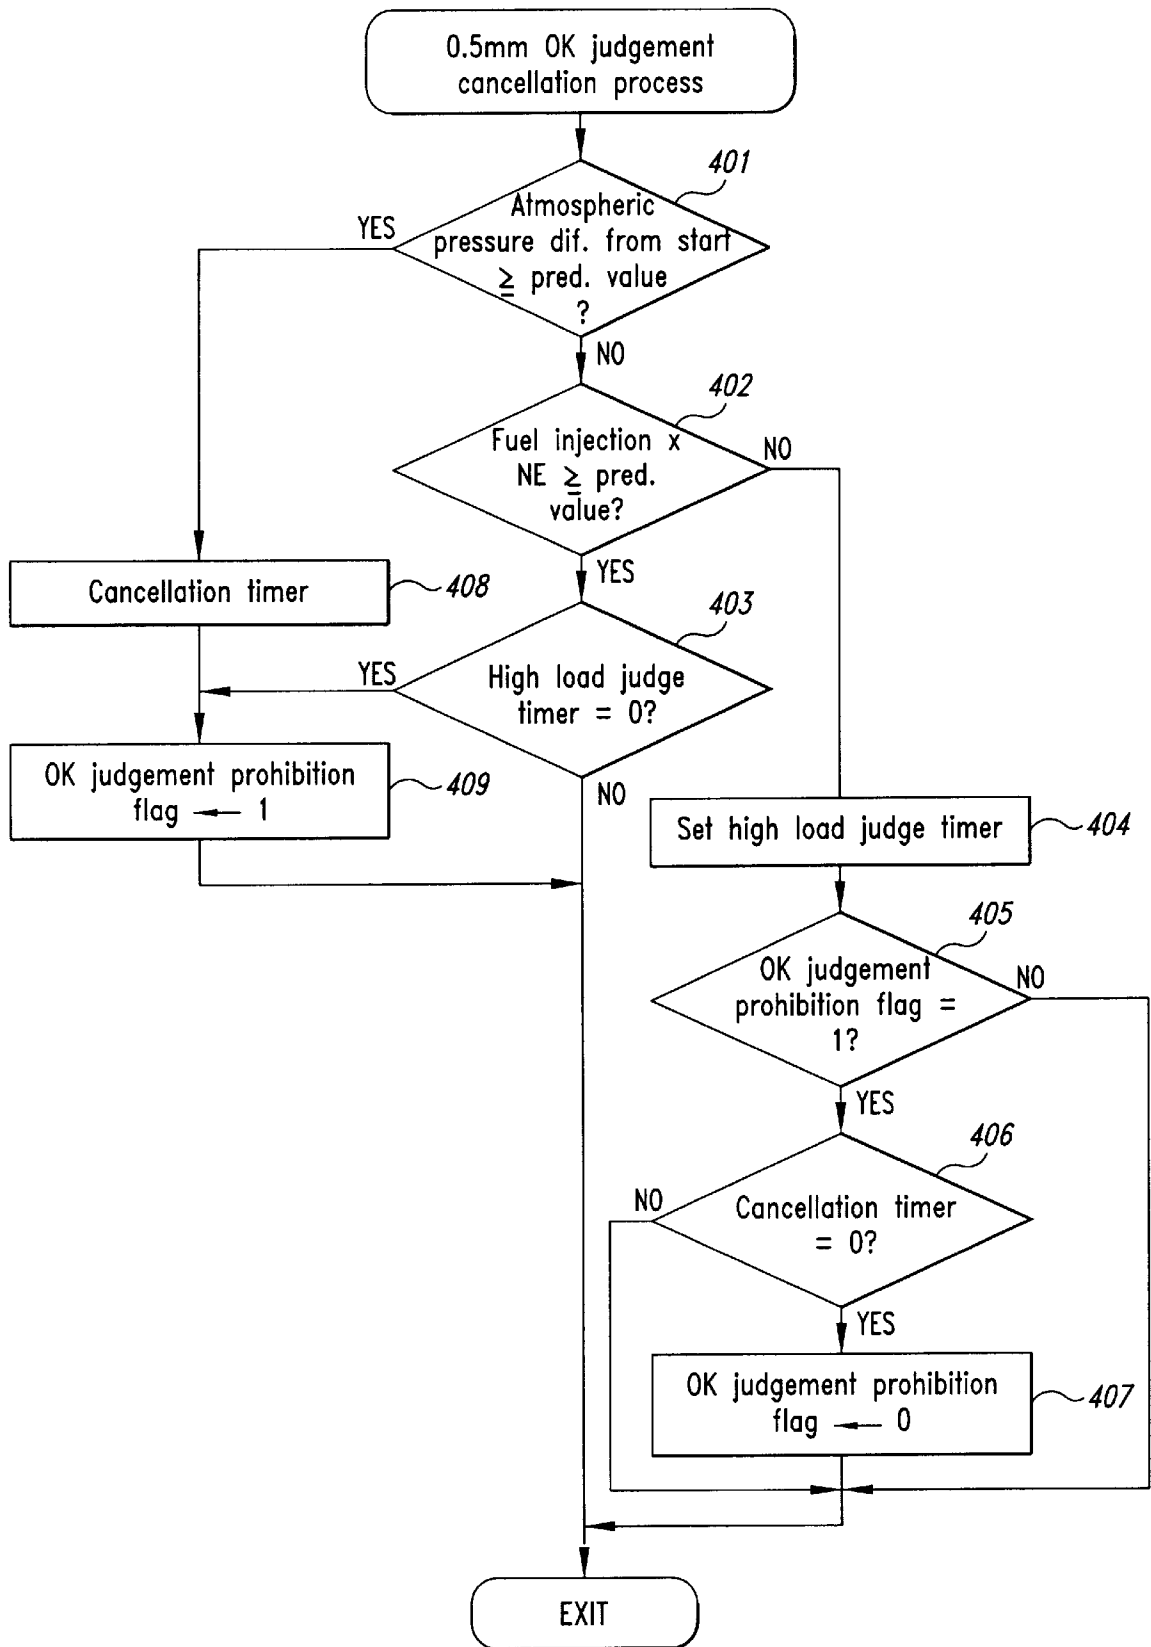 0.5mm OK judgement
cancellation process
401
Atmospheric
pressure dif. from start
≥ pred. value
?
YES
NO
402
Fuel injection x
NE ≥ pred.
value?
NO
YES
Cancellation timer
408
403
High load judge
timer = 0?
YES
NO
OK judgement prohibition
flag ← 1
409
Set high load judge timer
404
405
OK judgement
prohibition flag =
1?
NO
YES
406
Cancellation timer
= 0?
NO
YES
OK judgement prohibition
flag ← 0
407
EXIT